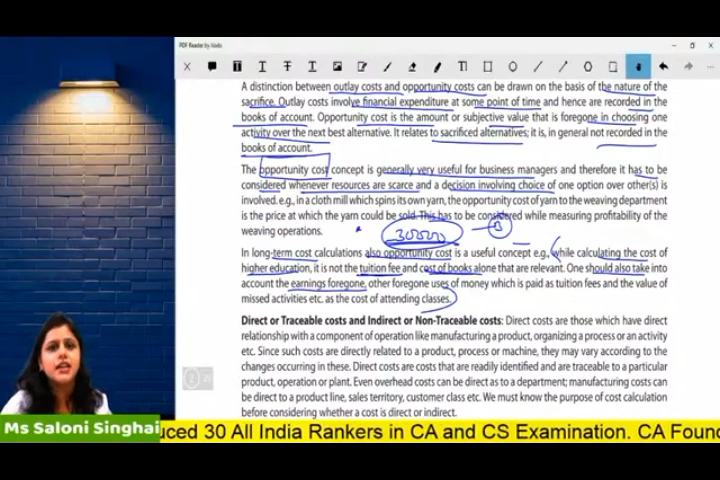 PDF Reader by Xodo
A distinction between outlay costs and opportunity costs can be drawn on the basis of the nature of the
sacrifice. Outlay costs involve financial expenditure at some point of time and hence are recorded in the
books of account. Opportunity cost is the amount or subjective value that is foregone in choosing one
activity over the next best alternative. It relates to sacrificed alternatives; it is, in general not recorded in the
books of account.
The opportunity cost concept is generally very useful for business managers and therefore it has to be
considered whenever resources are scarce and a decision involving choice of one option over other(s) is
involved. e.g., in a cloth mill which spins its own yarn, the opportunity cost of yarn to the weaving department
is the price at which the yarn could be sold. This has to be considered while measuring profitability of the
weaving operations.
30000
In long-term cost calculations also opportunity cost is a useful concept e.g., while calculating the cost of
higher education, it is not the tuition fee and cost of books alone that are relevant. One should also take into
account the earnings foregone, other foregone uses of money which is paid as tuition fees and the value of
missed activities etc. as the cost of attending classes.
Direct or Traceable costs and Indirect or Non-Traceable costs: Direct costs are those which have direct
relationship with a component of operation like manufacturing a product, organizing a process or an activity
etc. Since such costs are directly related to a product, process or machine, they may vary according to the
changes occurring in these. Direct costs are costs that are readily identified and are traceable to a particular
product, operation or plant. Even overhead costs can be direct as to a department; manufacturing costs can
be direct to a product line, sales territory, customer class etc. We must know the purpose of cost calculation
before considering whether a cost is direct or indirect.
Ms Saloni Singhai
uced 30 All India Rankers in CA and CS Examination. CA Found